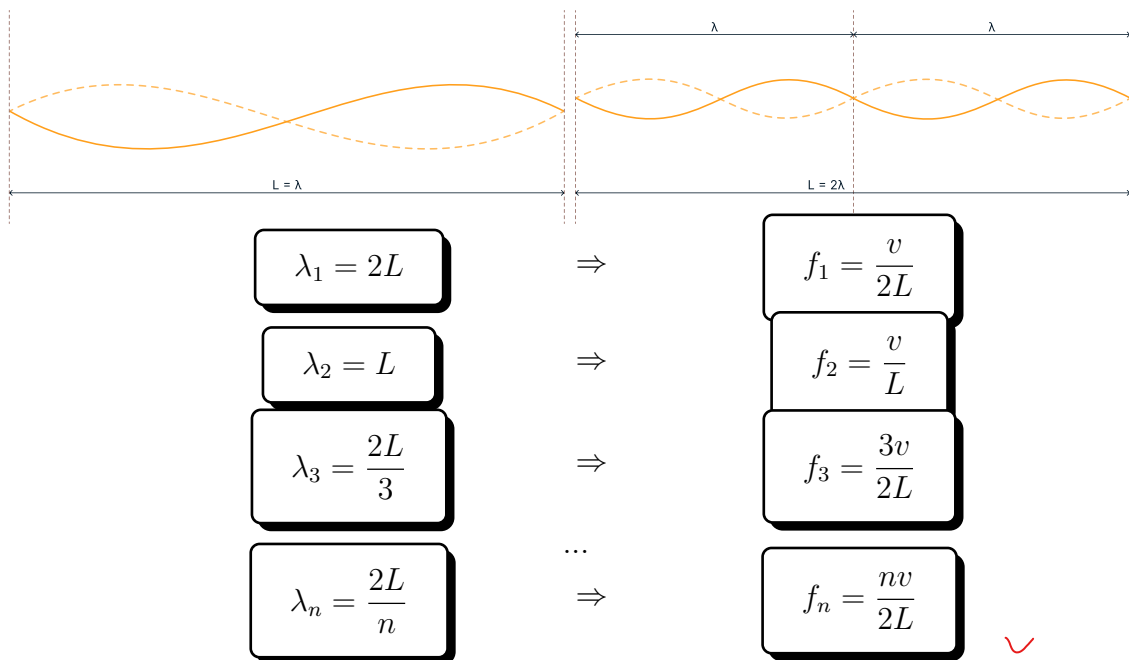 λ λ
L = λ L = 2λ
λ₁ = 2L ⇒ f₁ = v/2L
λ₂ = L ⇒ f₂ = v/L
λ₃ = 2L/3 ⇒ f₃ = 3v/2L
...
λₙ = 2L/n ⇒ fₙ = nv/2L